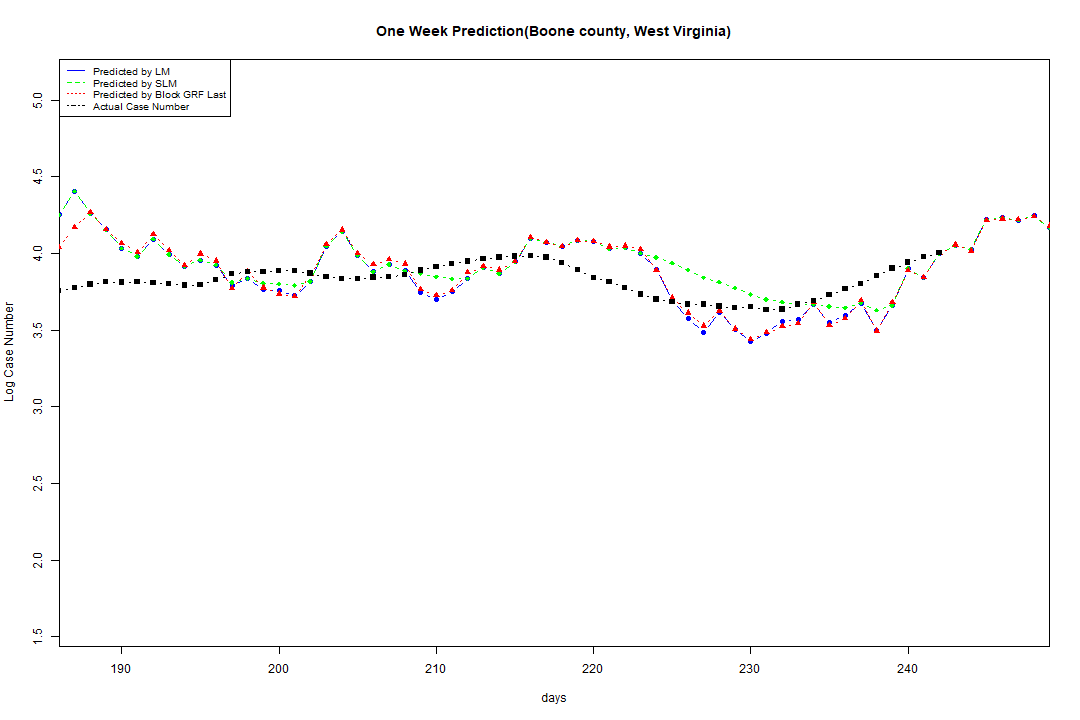 One Week Prediction(Boone county, West Virginia)
Predicted by LM
Predicted by SLM
Predicted by Block GRF Last
Actual Case Number
5.0
4.5
4.0
3.5
3.0
2.5
2.0
1.5
Log Case Number
190 200 210 220 230 240
days